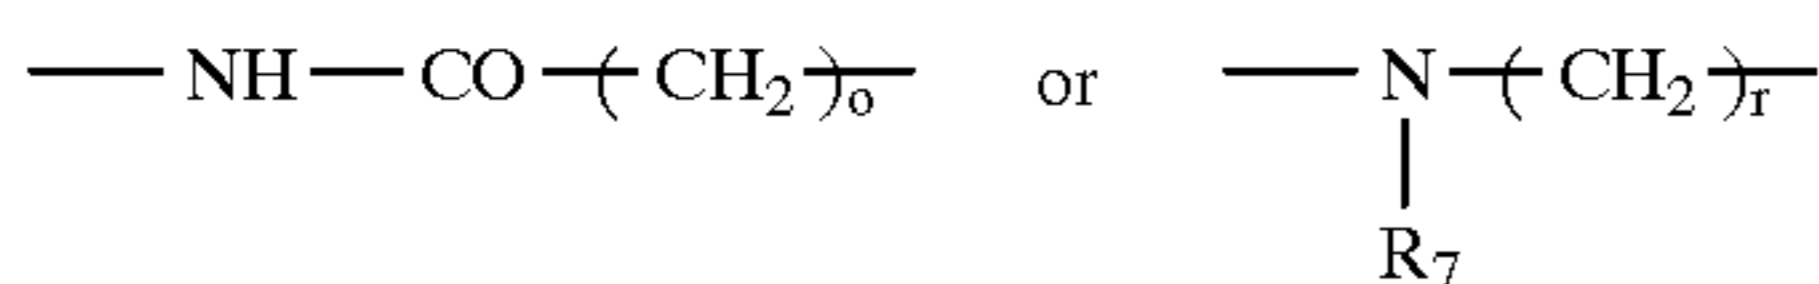 —NH—CO—(CH₂)ₒ— or —N—(CH₂)ᵣ—
R₇